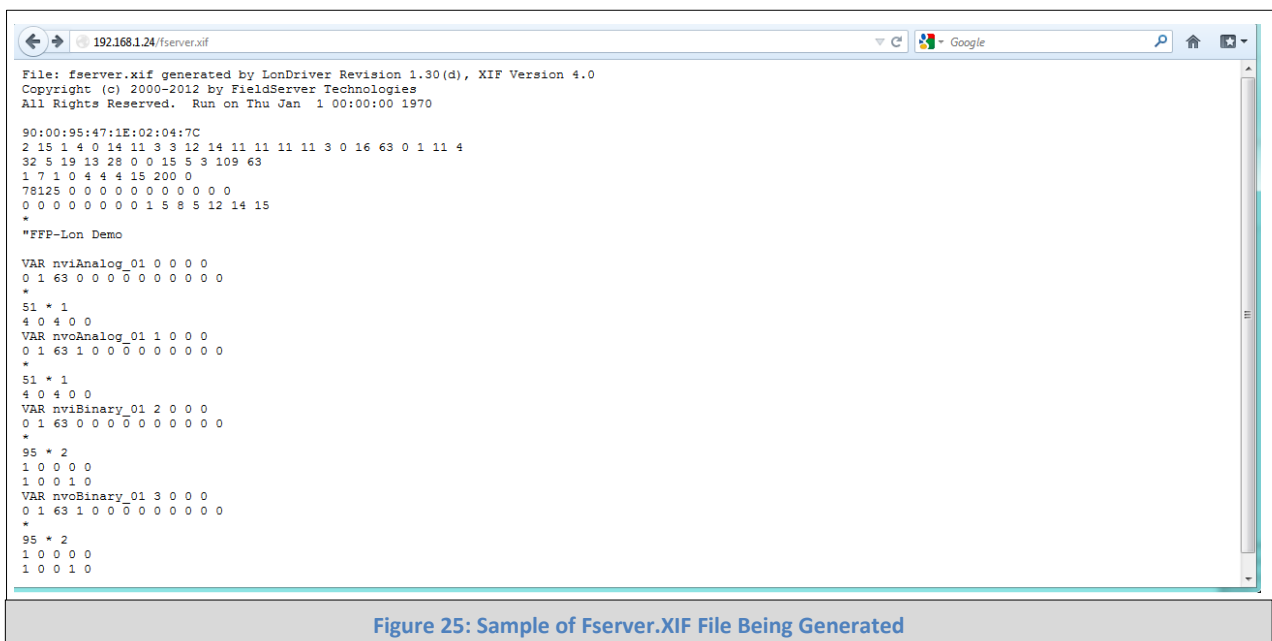 192.168.1.24/fserver.xif
Google
File: fserver.xif generated by LonDriver Revision 1.30(d), XIF Version 4.0
Copyright (c) 2000-2012 by FieldServer Technologies
All Rights Reserved.  Run on Thu Jan  1 00:00:00 1970
90:00:95:47:1E:02:04:7C
2 15 1 4 0 14 11 3 3 12 14 11 11 11 11 3 0 16 63 0 1 11 4
32 5 19 13 28 0 0 15 5 3 109 63
1 7 1 0 4 4 4 15 200 0
78125 0 0 0 0 0 0 0 0 0 0 0
0 0 0 0 0 0 0 0 1 5 8 5 12 14 15
*
"FFP-Lon Demo
VAR nviAnalog_01 0 0 0 0
0 1 63 0 0 0 0 0 0 0 0 0 0
*
51 * 1
4 0 4 0 0
VAR nvoAnalog_01 1 0 0 0
0 1 63 1 0 0 0 0 0 0 0 0 0
*
51 * 1
4 0 4 0 0
VAR nviBinary_01 2 0 0 0
0 1 63 0 0 0 0 0 0 0 0 0 0
*
95 * 2
1 0 0 0 0
1 0 0 1 0
VAR nvoBinary_01 3 0 0 0
0 1 63 1 0 0 0 0 0 0 0 0 0
*
95 * 2
1 0 0 0 0
1 0 0 1 0
Figure 25: Sample of Fserver.XIF File Being Generated